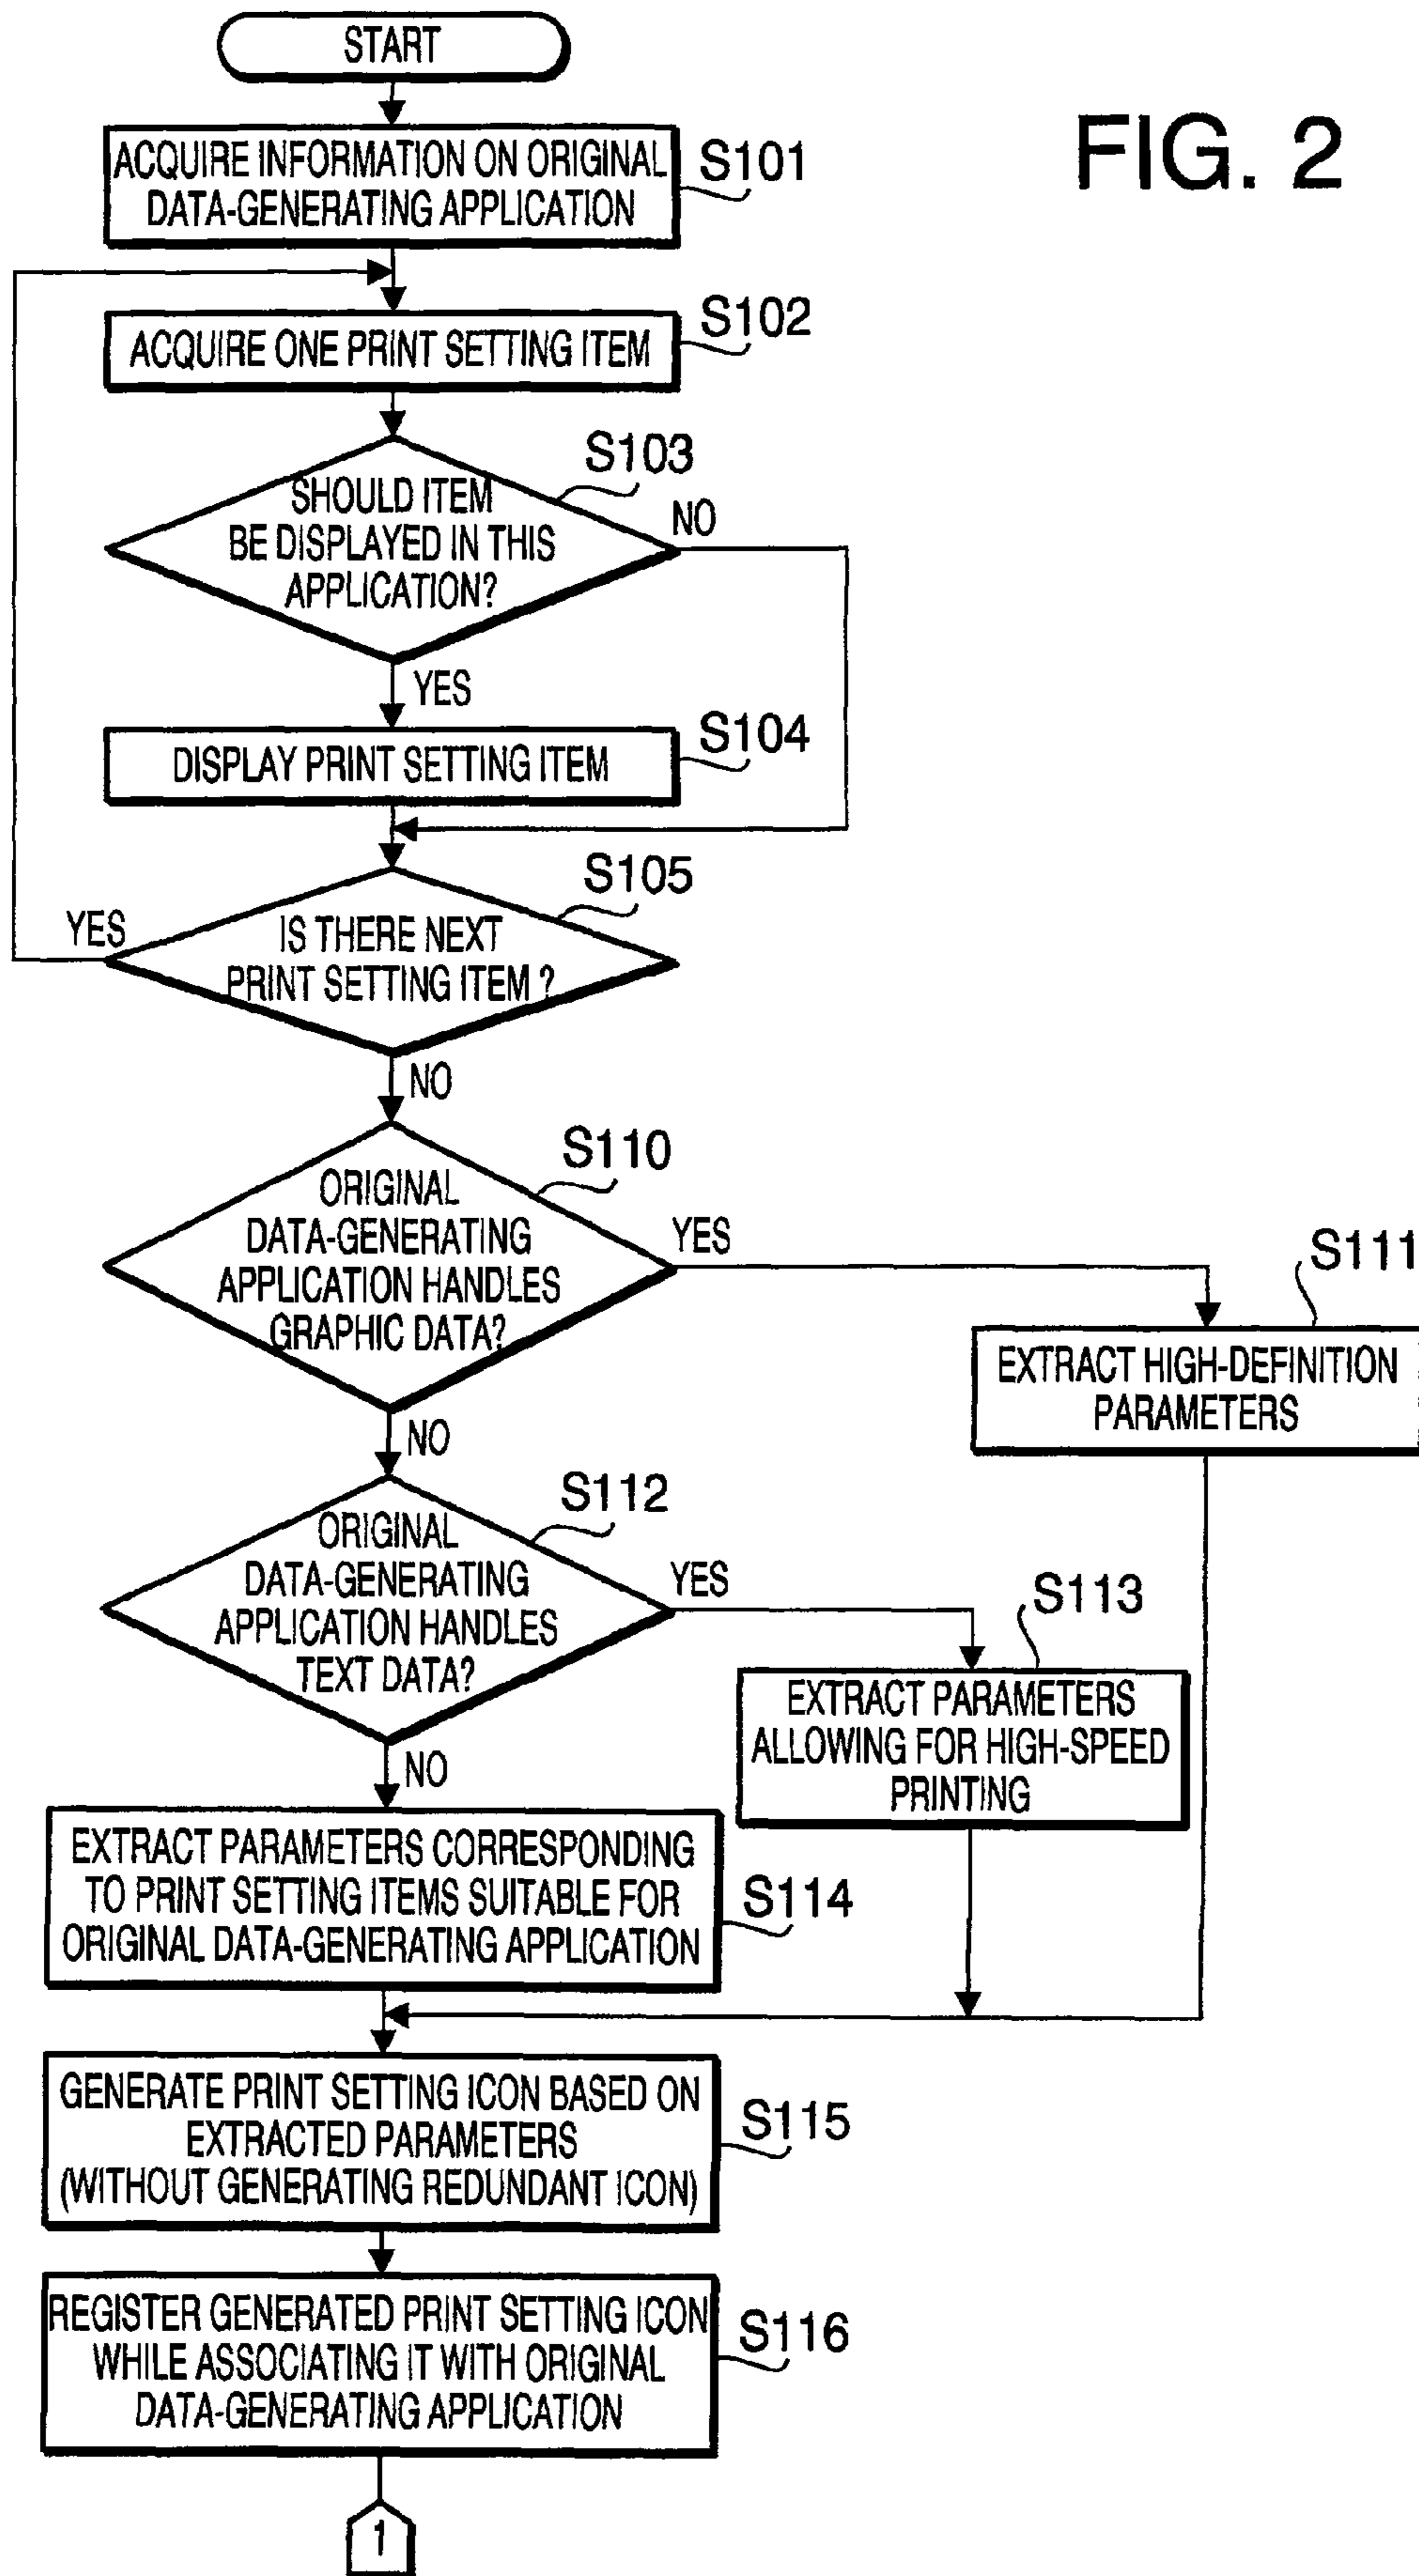 FIG. 2
START
ACQUIRE INFORMATION ON ORIGINAL
DATA-GENERATING APPLICATION
S101
ACQUIRE ONE PRINT SETTING ITEM
S102
SHOULD ITEM
BE DISPLAYED IN THIS
APPLICATION?
S103
NO
YES
DISPLAY PRINT SETTING ITEM
S104
IS THERE NEXT
PRINT SETTING ITEM ?
S105
YES
NO
ORIGINAL
DATA-GENERATING
APPLICATION HANDLES
GRAPHIC DATA?
S110
YES
NO
EXTRACT HIGH-DEFINITION
PARAMETERS
S111
ORIGINAL
DATA-GENERATING
APPLICATION HANDLES
TEXT DATA?
S112
YES
NO
EXTRACT PARAMETERS
ALLOWING FOR HIGH-SPEED
PRINTING
S113
EXTRACT PARAMETERS CORRESPONDING
TO PRINT SETTING ITEMS SUITABLE FOR
ORIGINAL DATA-GENERATING APPLICATION
S114
GENERATE PRINT SETTING ICON BASED ON
EXTRACTED PARAMETERS
(WITHOUT GENERATING REDUNDANT ICON)
S115
REGISTER GENERATED PRINT SETTING ICON
WHILE ASSOCIATING IT WITH ORIGINAL
DATA-GENERATING APPLICATION
S116
1